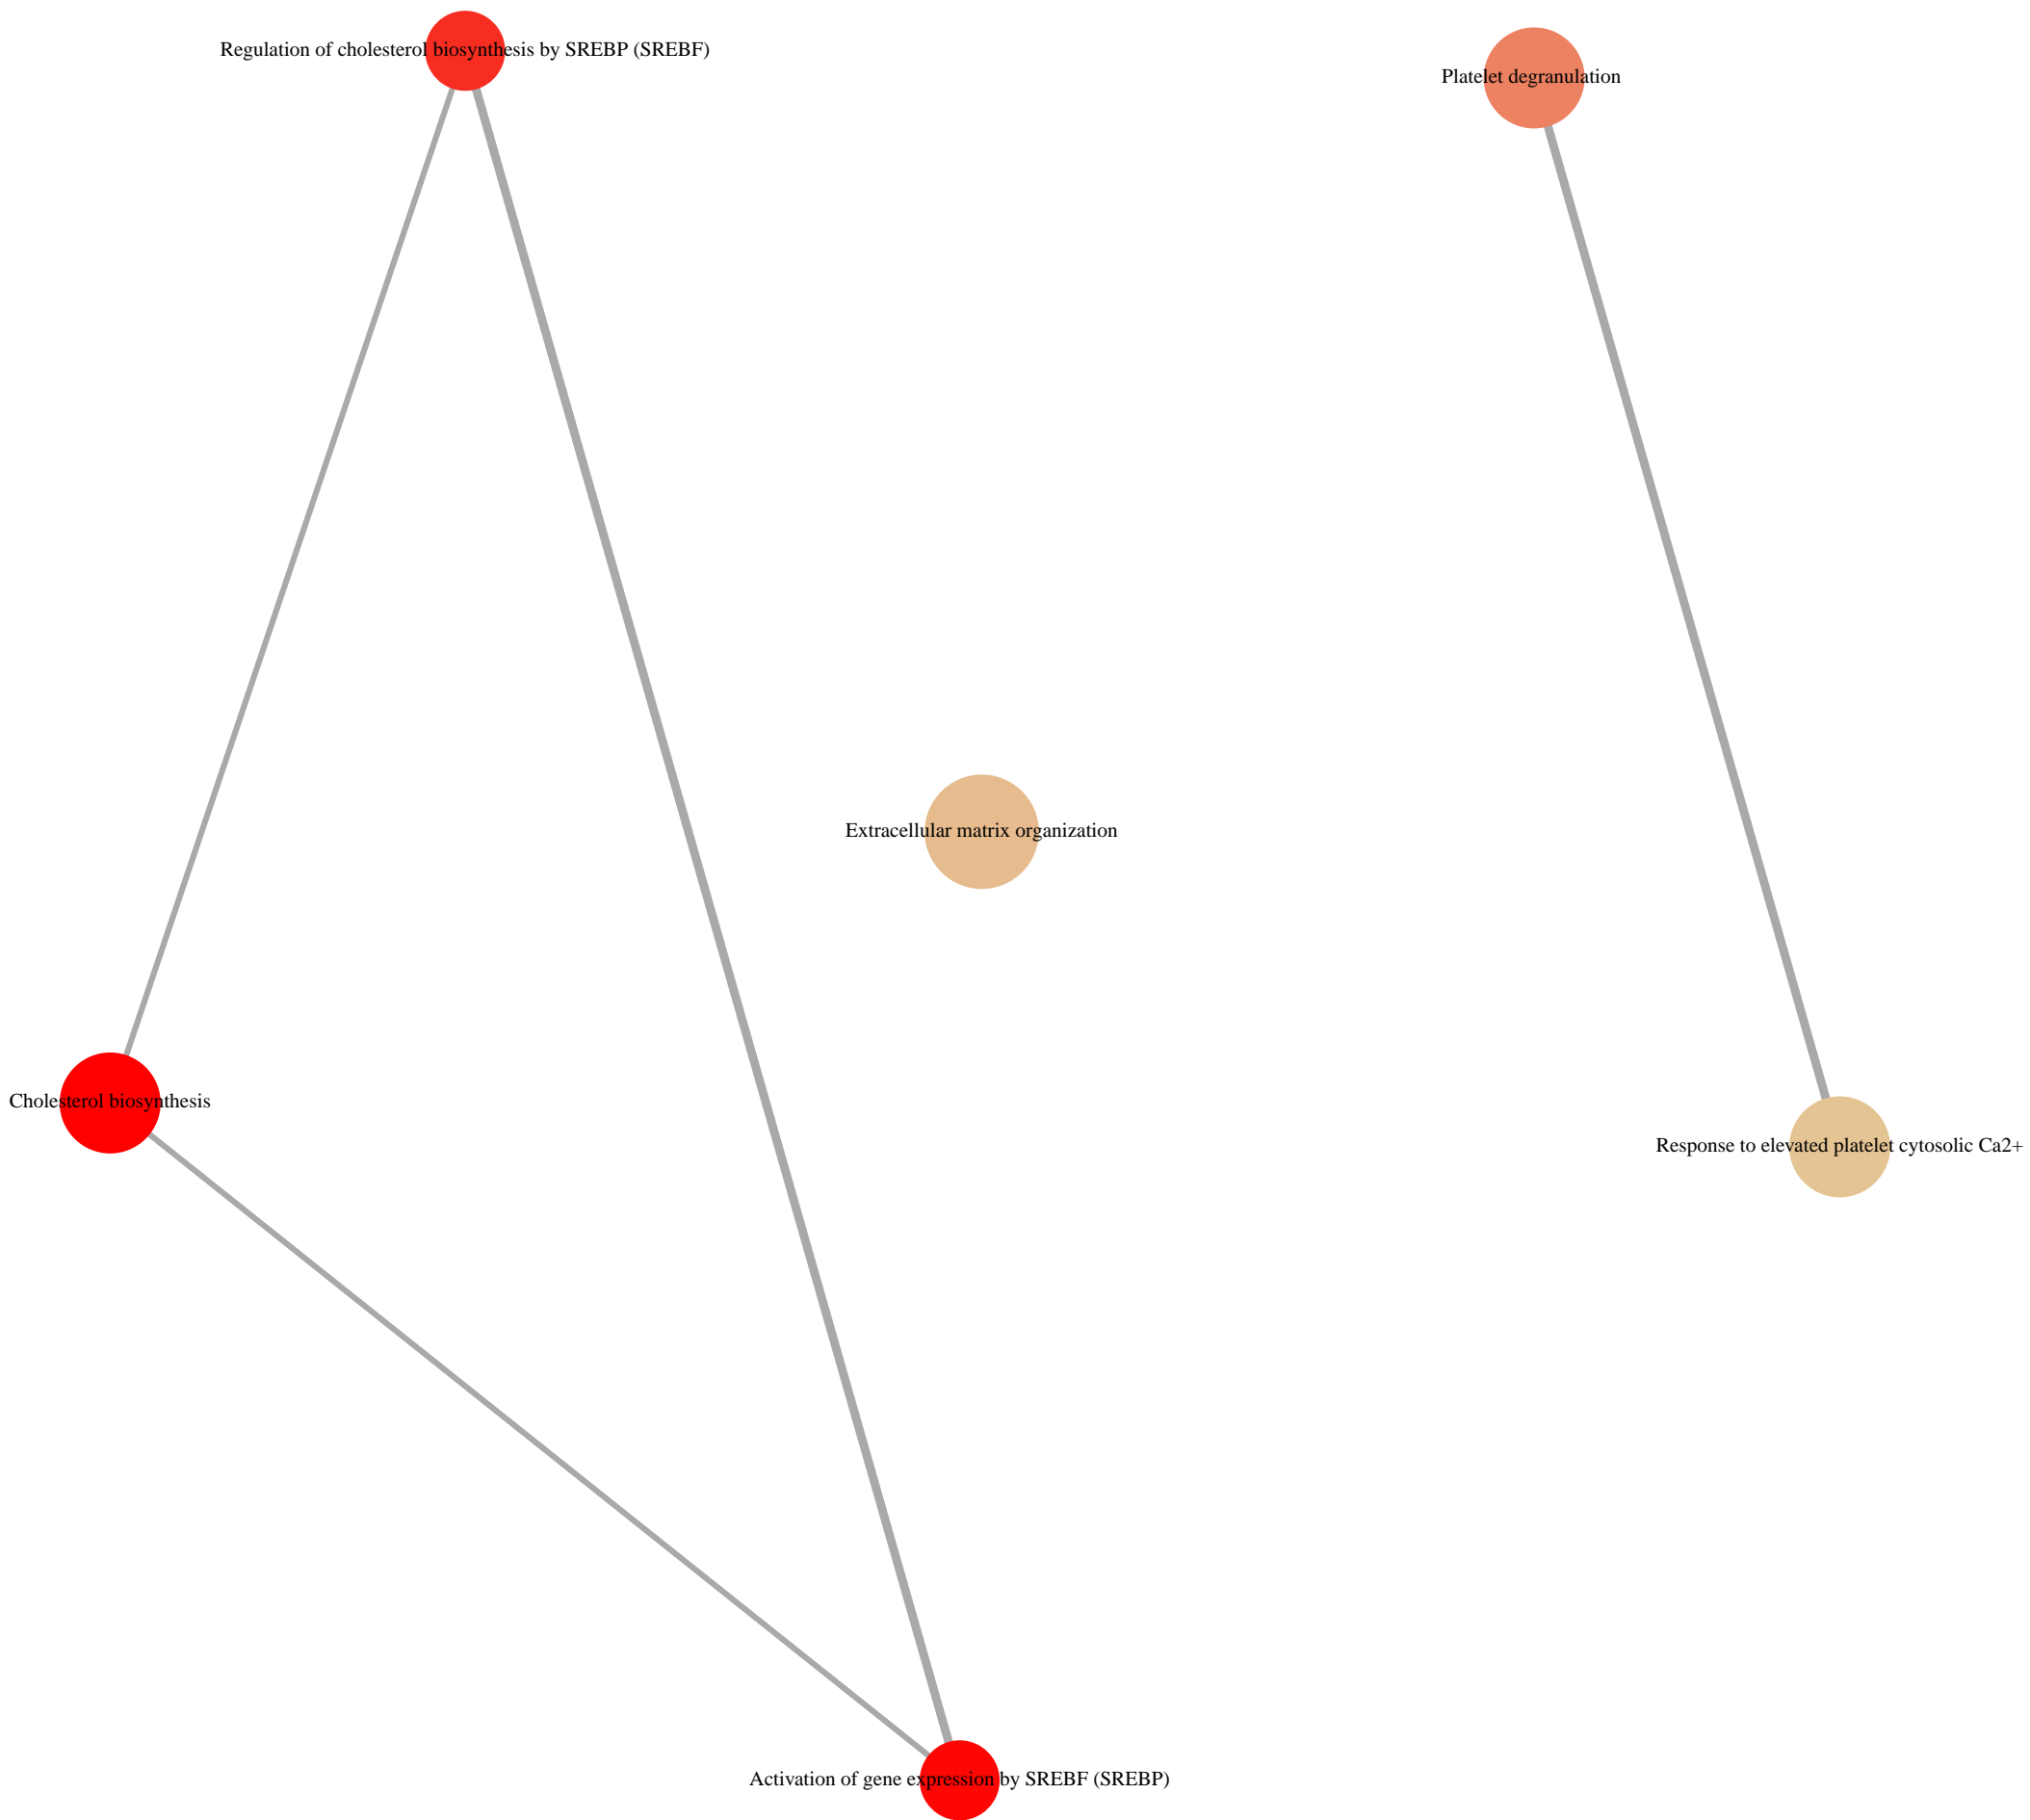 Regulation of cholesterol biosynthesis by SREBP (SREBF)
Platelet degranulation
Extracellular matrix organization
Cholesterol biosynthesis
Response to elevated platelet cytosolic Ca2+
Activation of gene expression by SREBF (SREBP)